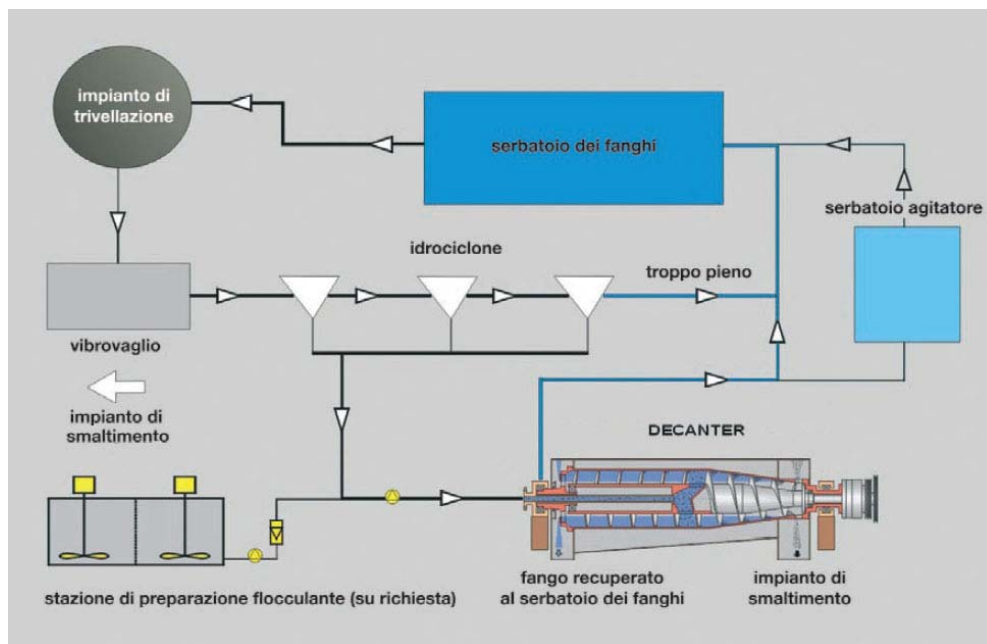 impianto di
trivellazione
serbatoio dei fanghi
serbatoio agitatore
idrociclone
troppo pieno
vibrovaglio
impianto di
smaltimento
DECANTER
stazione di preparazione flocculante (su richiesta)
fango recuperato
al serbatoio dei fanghi
impianto di
smaltimento